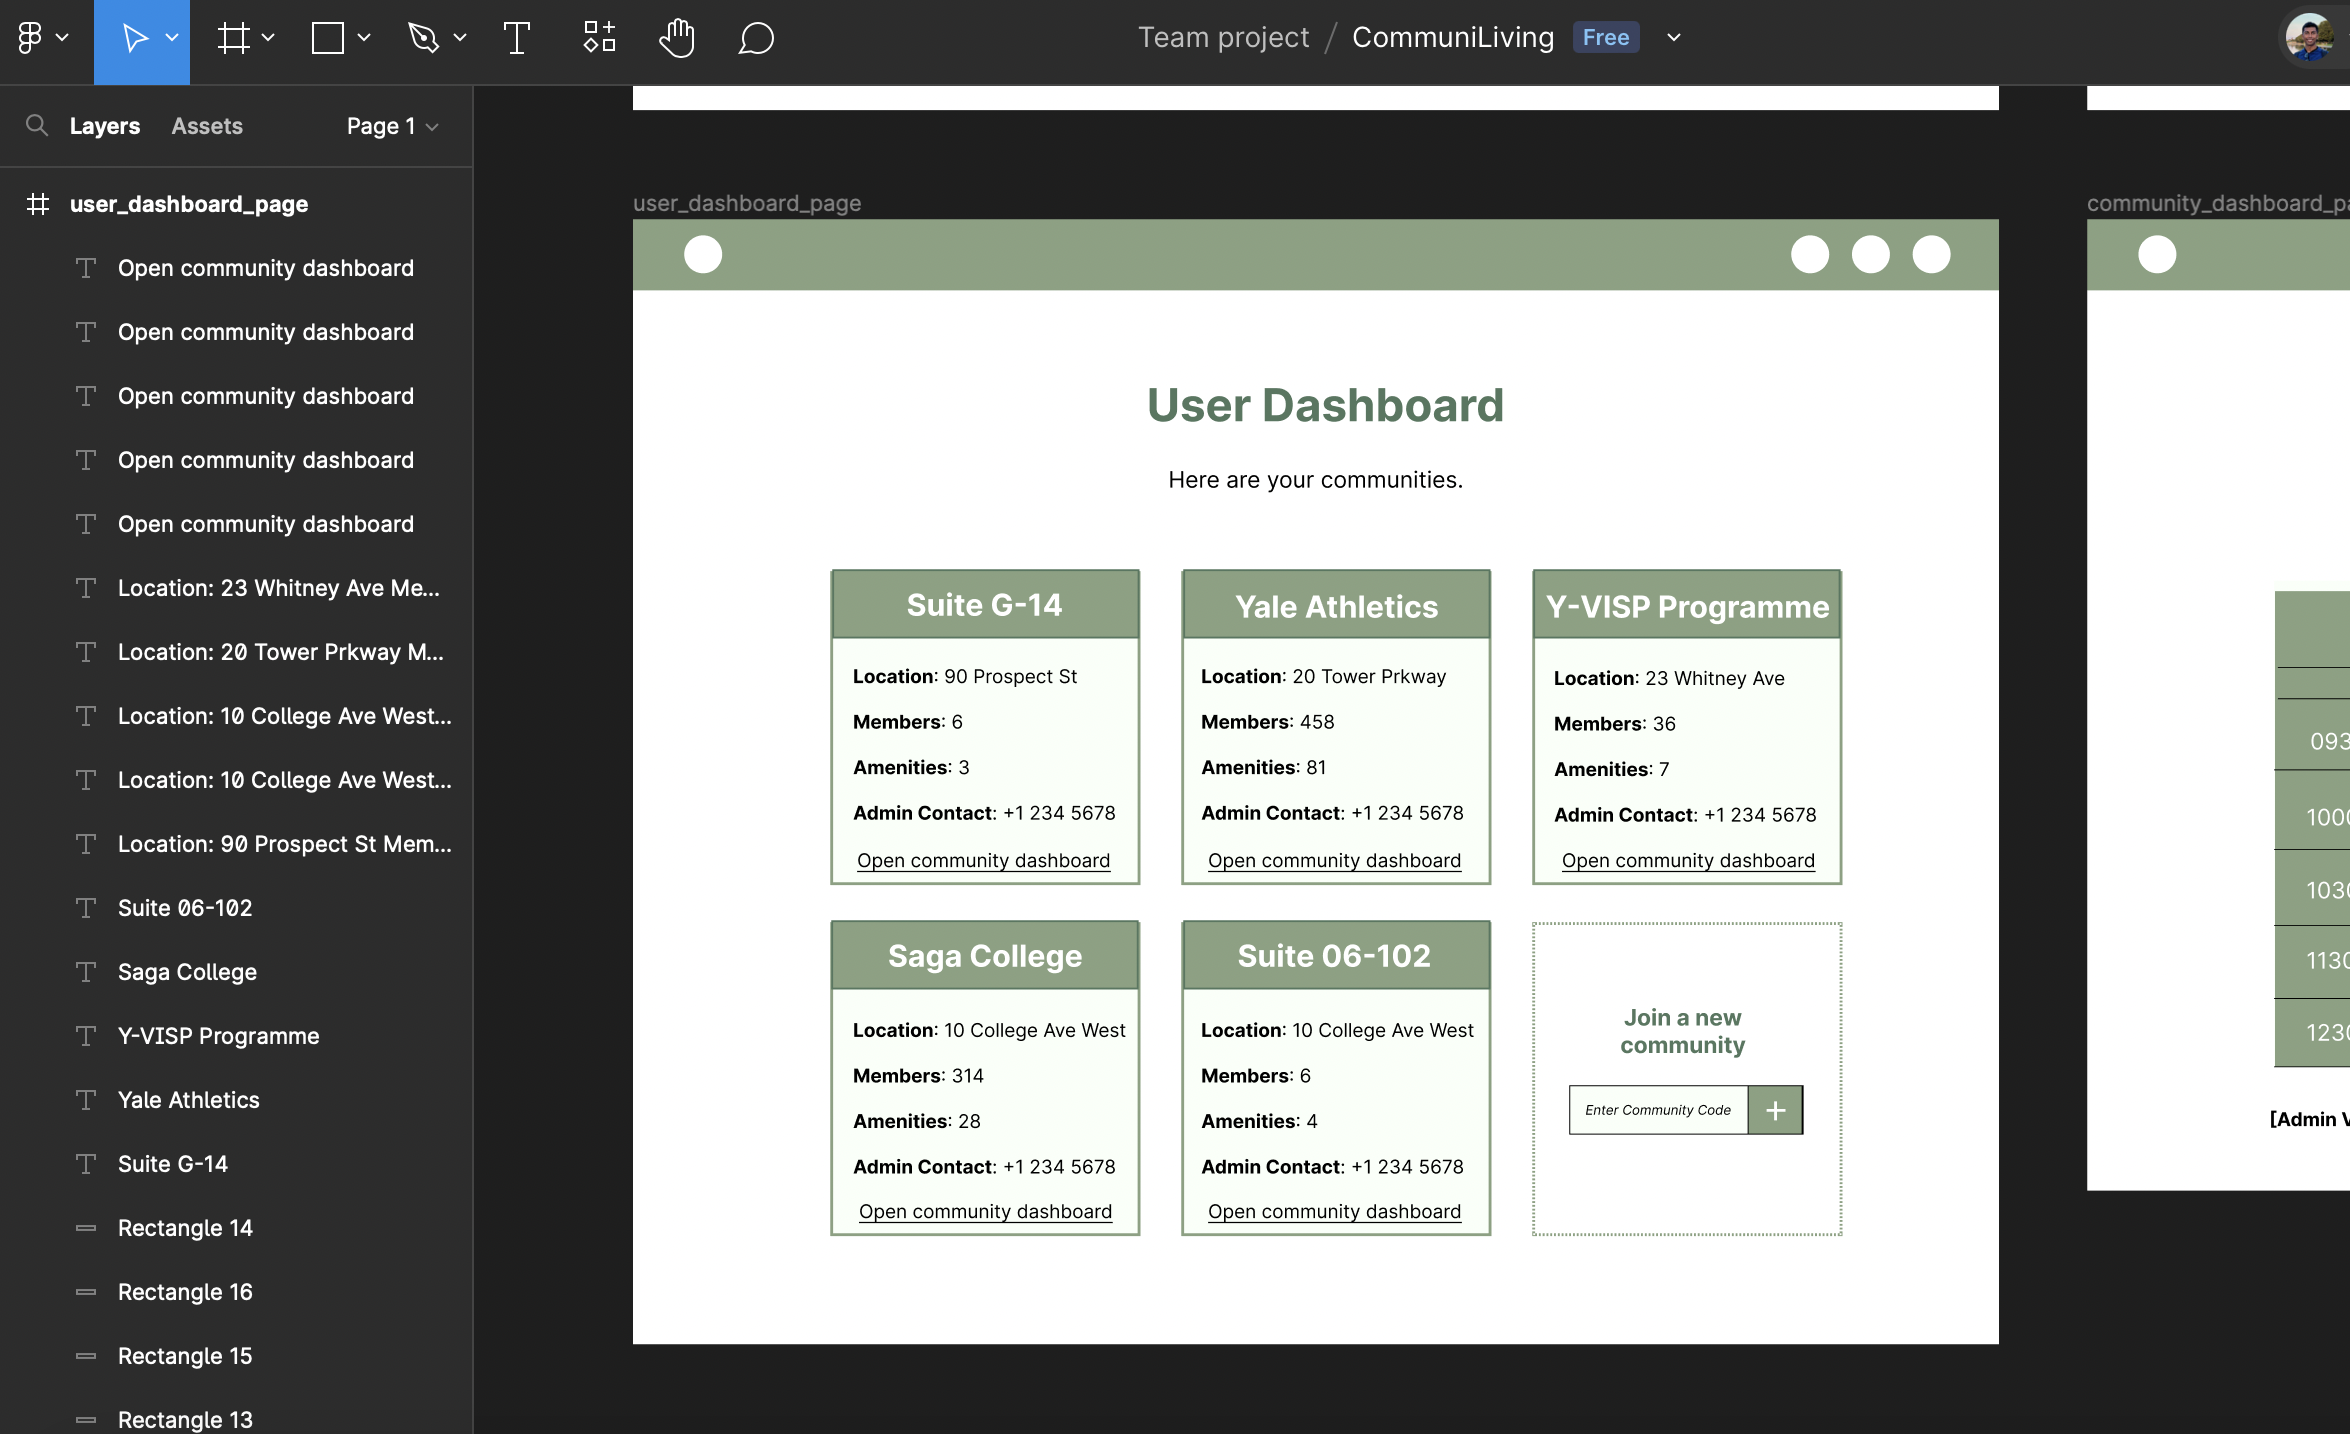 Team project / CommuniLiving Free
Layers Assets Page 1
user_dashboard_page
Open community dashboard
Open community dashboard
Open community dashboard
Open community dashboard
Open community dashboard
Location: 23 Whitney Ave Me...
Location: 20 Tower Prkway M...
Location: 10 College Ave West...
Location: 10 College Ave West...
Location: 90 Prospect St Mem...
Suite 06-102
Saga College
Y-VISP Programme
Yale Athletics
Suite G-14
Rectangle 14
Rectangle 16
Rectangle 15
Rectangle 13
user_dashboard_page
User Dashboard
Here are your communities.
Suite G-14
Location: 90 Prospect St
Members: 6
Amenities: 3
Admin Contact: +1 234 5678
Open community dashboard
Yale Athletics
Location: 20 Tower Prkway
Members: 458
Amenities: 81
Admin Contact: +1 234 5678
Open community dashboard
Y-VISP Programme
Location: 23 Whitney Ave
Members: 36
Amenities: 7
Admin Contact: +1 234 5678
Open community dashboard
Saga College
Location: 10 College Ave West
Members: 314
Amenities: 28
Admin Contact: +1 234 5678
Open community dashboard
Suite 06-102
Location: 10 College Ave West
Members: 6
Amenities: 4
Admin Contact: +1 234 5678
Open community dashboard
Join a new
community
Enter Community Code +
[Admin